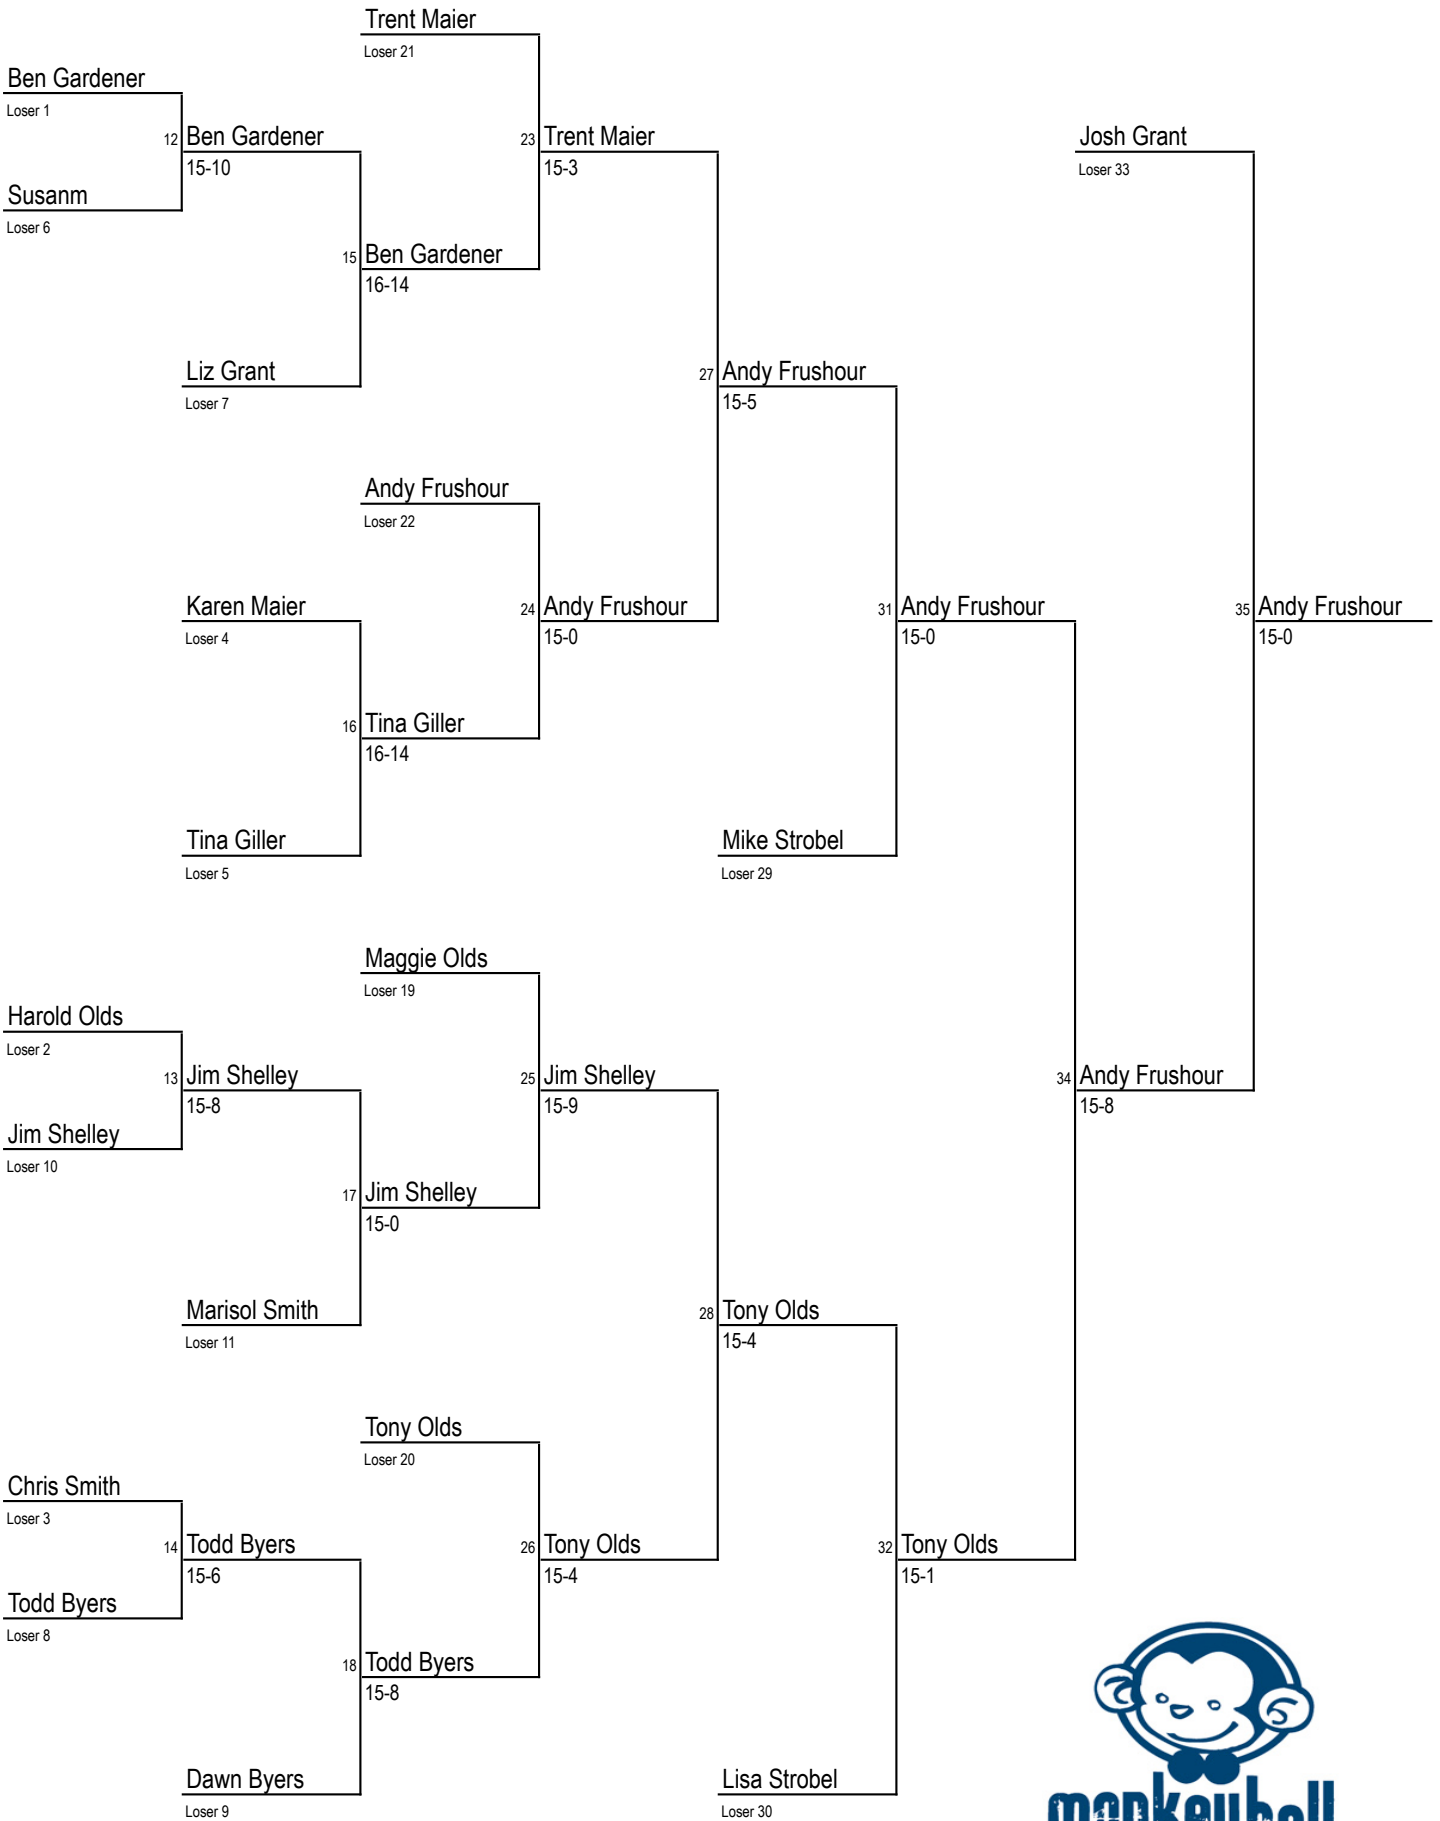 Trent Maier
Loser 21
Ben Gardener
Loser 1
12 Ben Gardener
15-10
23 Trent Maier
15-3
Josh Grant
Loser 33
Susanm
Loser 6
15 Ben Gardener
16-14
Liz Grant
Loser 7
27 Andy Frushour
15-5
Andy Frushour
Loser 22
Karen Maier
Loser 4
24 Andy Frushour
15-0
31 Andy Frushour
15-0
35 Andy Frushour
15-0
16 Tina Giller
16-14
Tina Giller
Loser 5
Mike Strobel
Loser 29
Maggie Olds
Loser 19
Harold Olds
Loser 2
13 Jim Shelley
15-8
25 Jim Shelley
15-9
34 Andy Frushour
15-8
Jim Shelley
Loser 10
17 Jim Shelley
15-0
Marisol Smith
Loser 11
28 Tony Olds
15-4
Tony Olds
Loser 20
Chris Smith
Loser 3
14 Todd Byers
15-6
26 Tony Olds
15-4
32 Tony Olds
15-1
Todd Byers
Loser 8
18 Todd Byers
15-8
Dawn Byers
Loser 9
Lisa Strobel
Loser 30
monkeyball